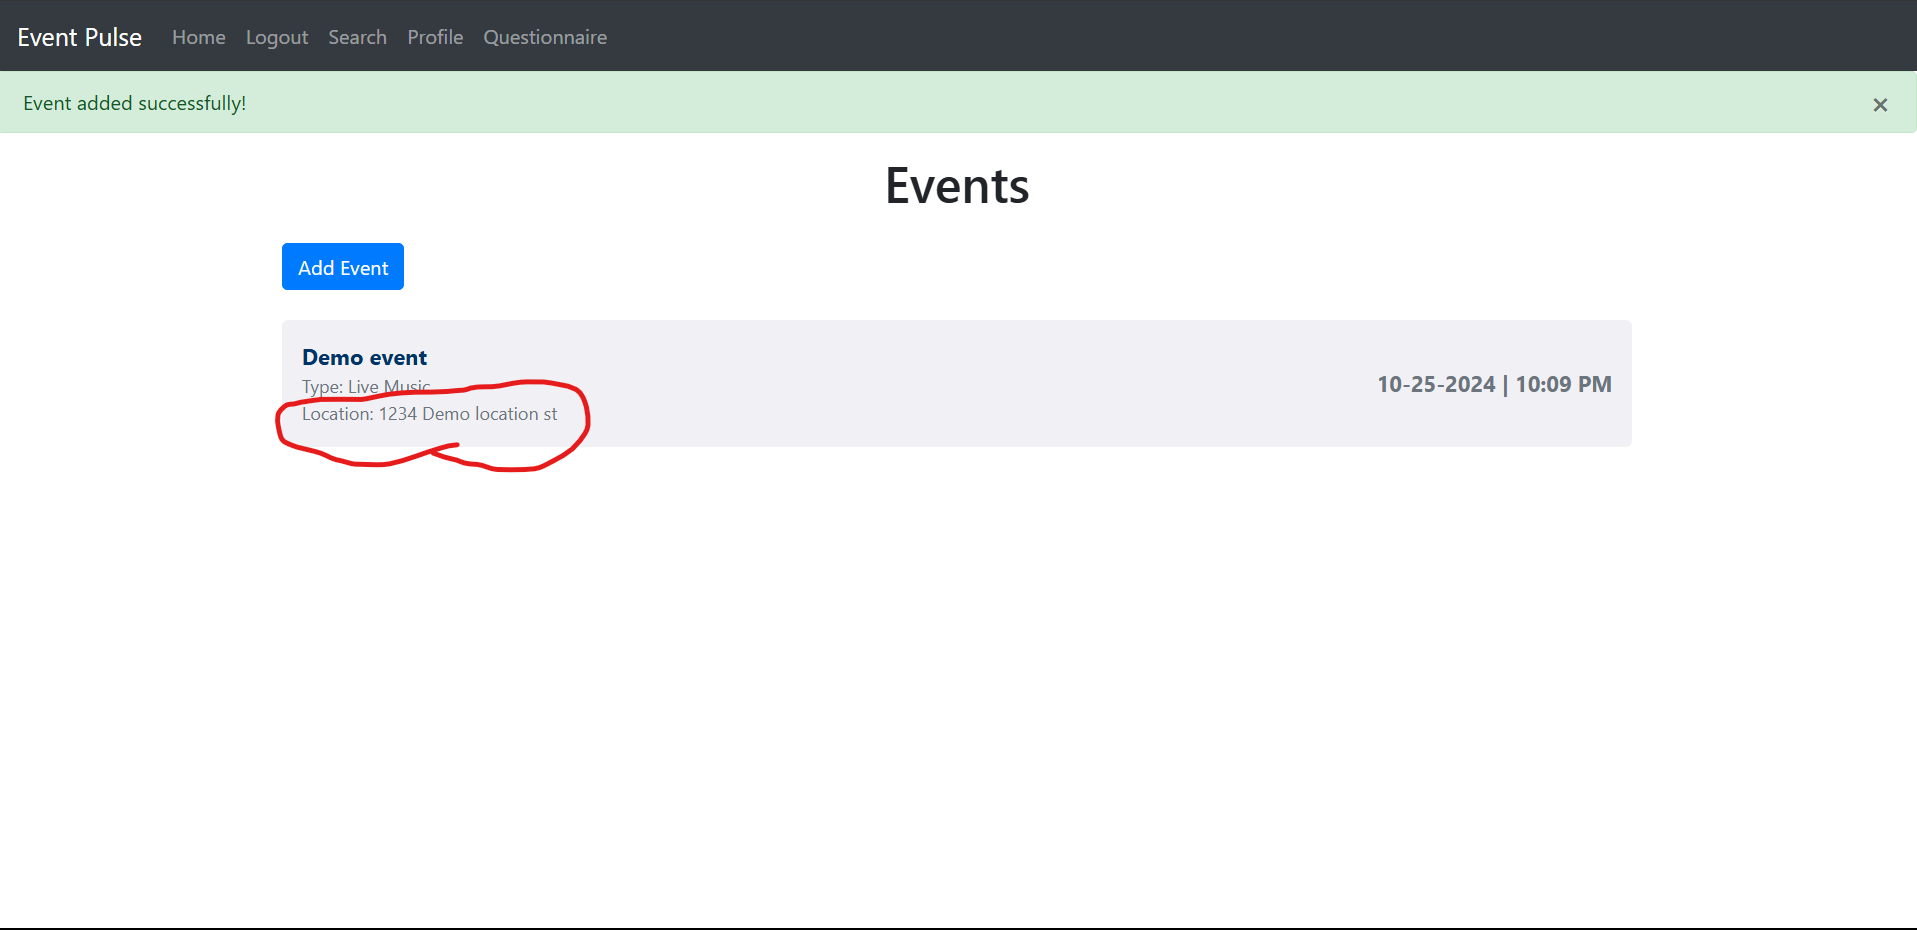 Event Pulse Home Logout Search Profile Questionnaire
Event added successfully! ×
Events
Add Event
Demo event
Type: Live Music
Location: 1234 Demo location st
10-25-2024 | 10:09 PM